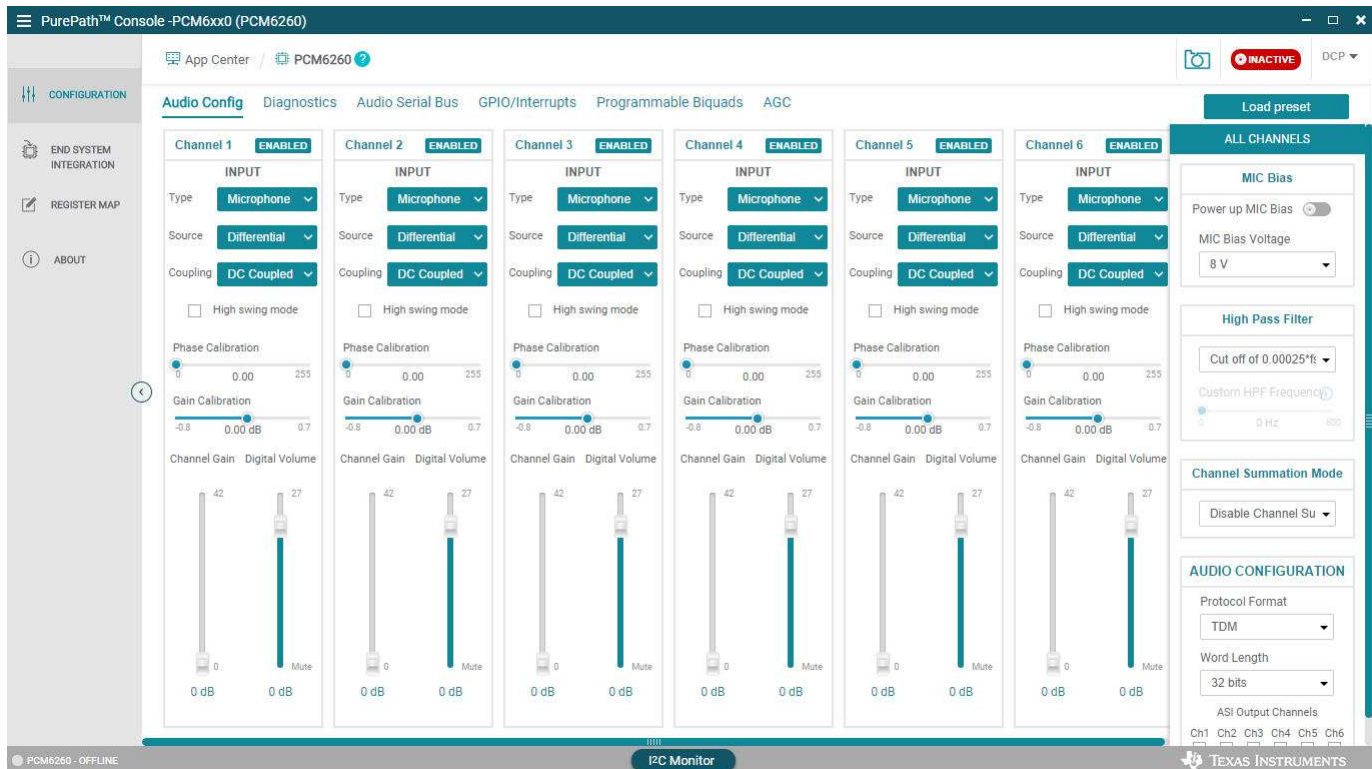 PurePath™ Console -PCM6xx0 (PCM6260)
App Center / PCM6260 ?
INACTIVE
DCP
CONFIGURATION
END SYSTEM
INTEGRATION
REGISTER MAP
ABOUT
Audio Config Diagnostics Audio Serial Bus GPIO/Interrupts Programmable Biquads AGC
Load preset
Channel 1 ENABLED
INPUT
Type Microphone
Source Differential
Coupling DC Coupled
High swing mode
Phase Calibration
0 0.00 255
Gain Calibration
-0.8 0.00 dB 0.7
Channel Gain Digital Volume
42 27
0 Mute
0 dB 0 dB
Channel 2 ENABLED
INPUT
Type Microphone
Source Differential
Coupling DC Coupled
High swing mode
Phase Calibration
0 0.00 255
Gain Calibration
-0.8 0.00 dB 0.7
Channel Gain Digital Volume
42 27
0 Mute
0 dB 0 dB
Channel 3 ENABLED
INPUT
Type Microphone
Source Differential
Coupling DC Coupled
High swing mode
Phase Calibration
0 0.00 255
Gain Calibration
-0.8 0.00 dB 0.7
Channel Gain Digital Volume
42 27
0 Mute
0 dB 0 dB
Channel 4 ENABLED
INPUT
Type Microphone
Source Differential
Coupling DC Coupled
High swing mode
Phase Calibration
0 0.00 255
Gain Calibration
-0.8 0.00 dB 0.7
Channel Gain Digital Volume
42 27
0 Mute
0 dB 0 dB
Channel 5 ENABLED
INPUT
Type Microphone
Source Differential
Coupling DC Coupled
High swing mode
Phase Calibration
0 0.00 255
Gain Calibration
-0.8 0.00 dB 0.7
Channel Gain Digital Volume
42 27
0 Mute
0 dB 0 dB
Channel 6 ENABLED
INPUT
Type Microphone
Source Differential
Coupling DC Coupled
High swing mode
Phase Calibration
0 0.00 255
Gain Calibration
-0.8 0.00 dB 0.7
Channel Gain Digital Volume
42 27
0 Mute
0 dB 0 dB
ALL CHANNELS
MIC Bias
Power up MIC Bias
MIC Bias Voltage
8 V
High Pass Filter
Cut off of 0.00025*fs
Custom HPF Frequency
0 0 Hz 600
Channel Summation Mode
Disable Channel Su
AUDIO CONFIGURATION
Protocol Format
TDM
Word Length
32 bits
ASI Output Channels
Ch1 Ch2 Ch3 Ch4 Ch5 Ch6
PCM6260 - OFFLINE
I²C Monitor
TEXAS INSTRUMENTS